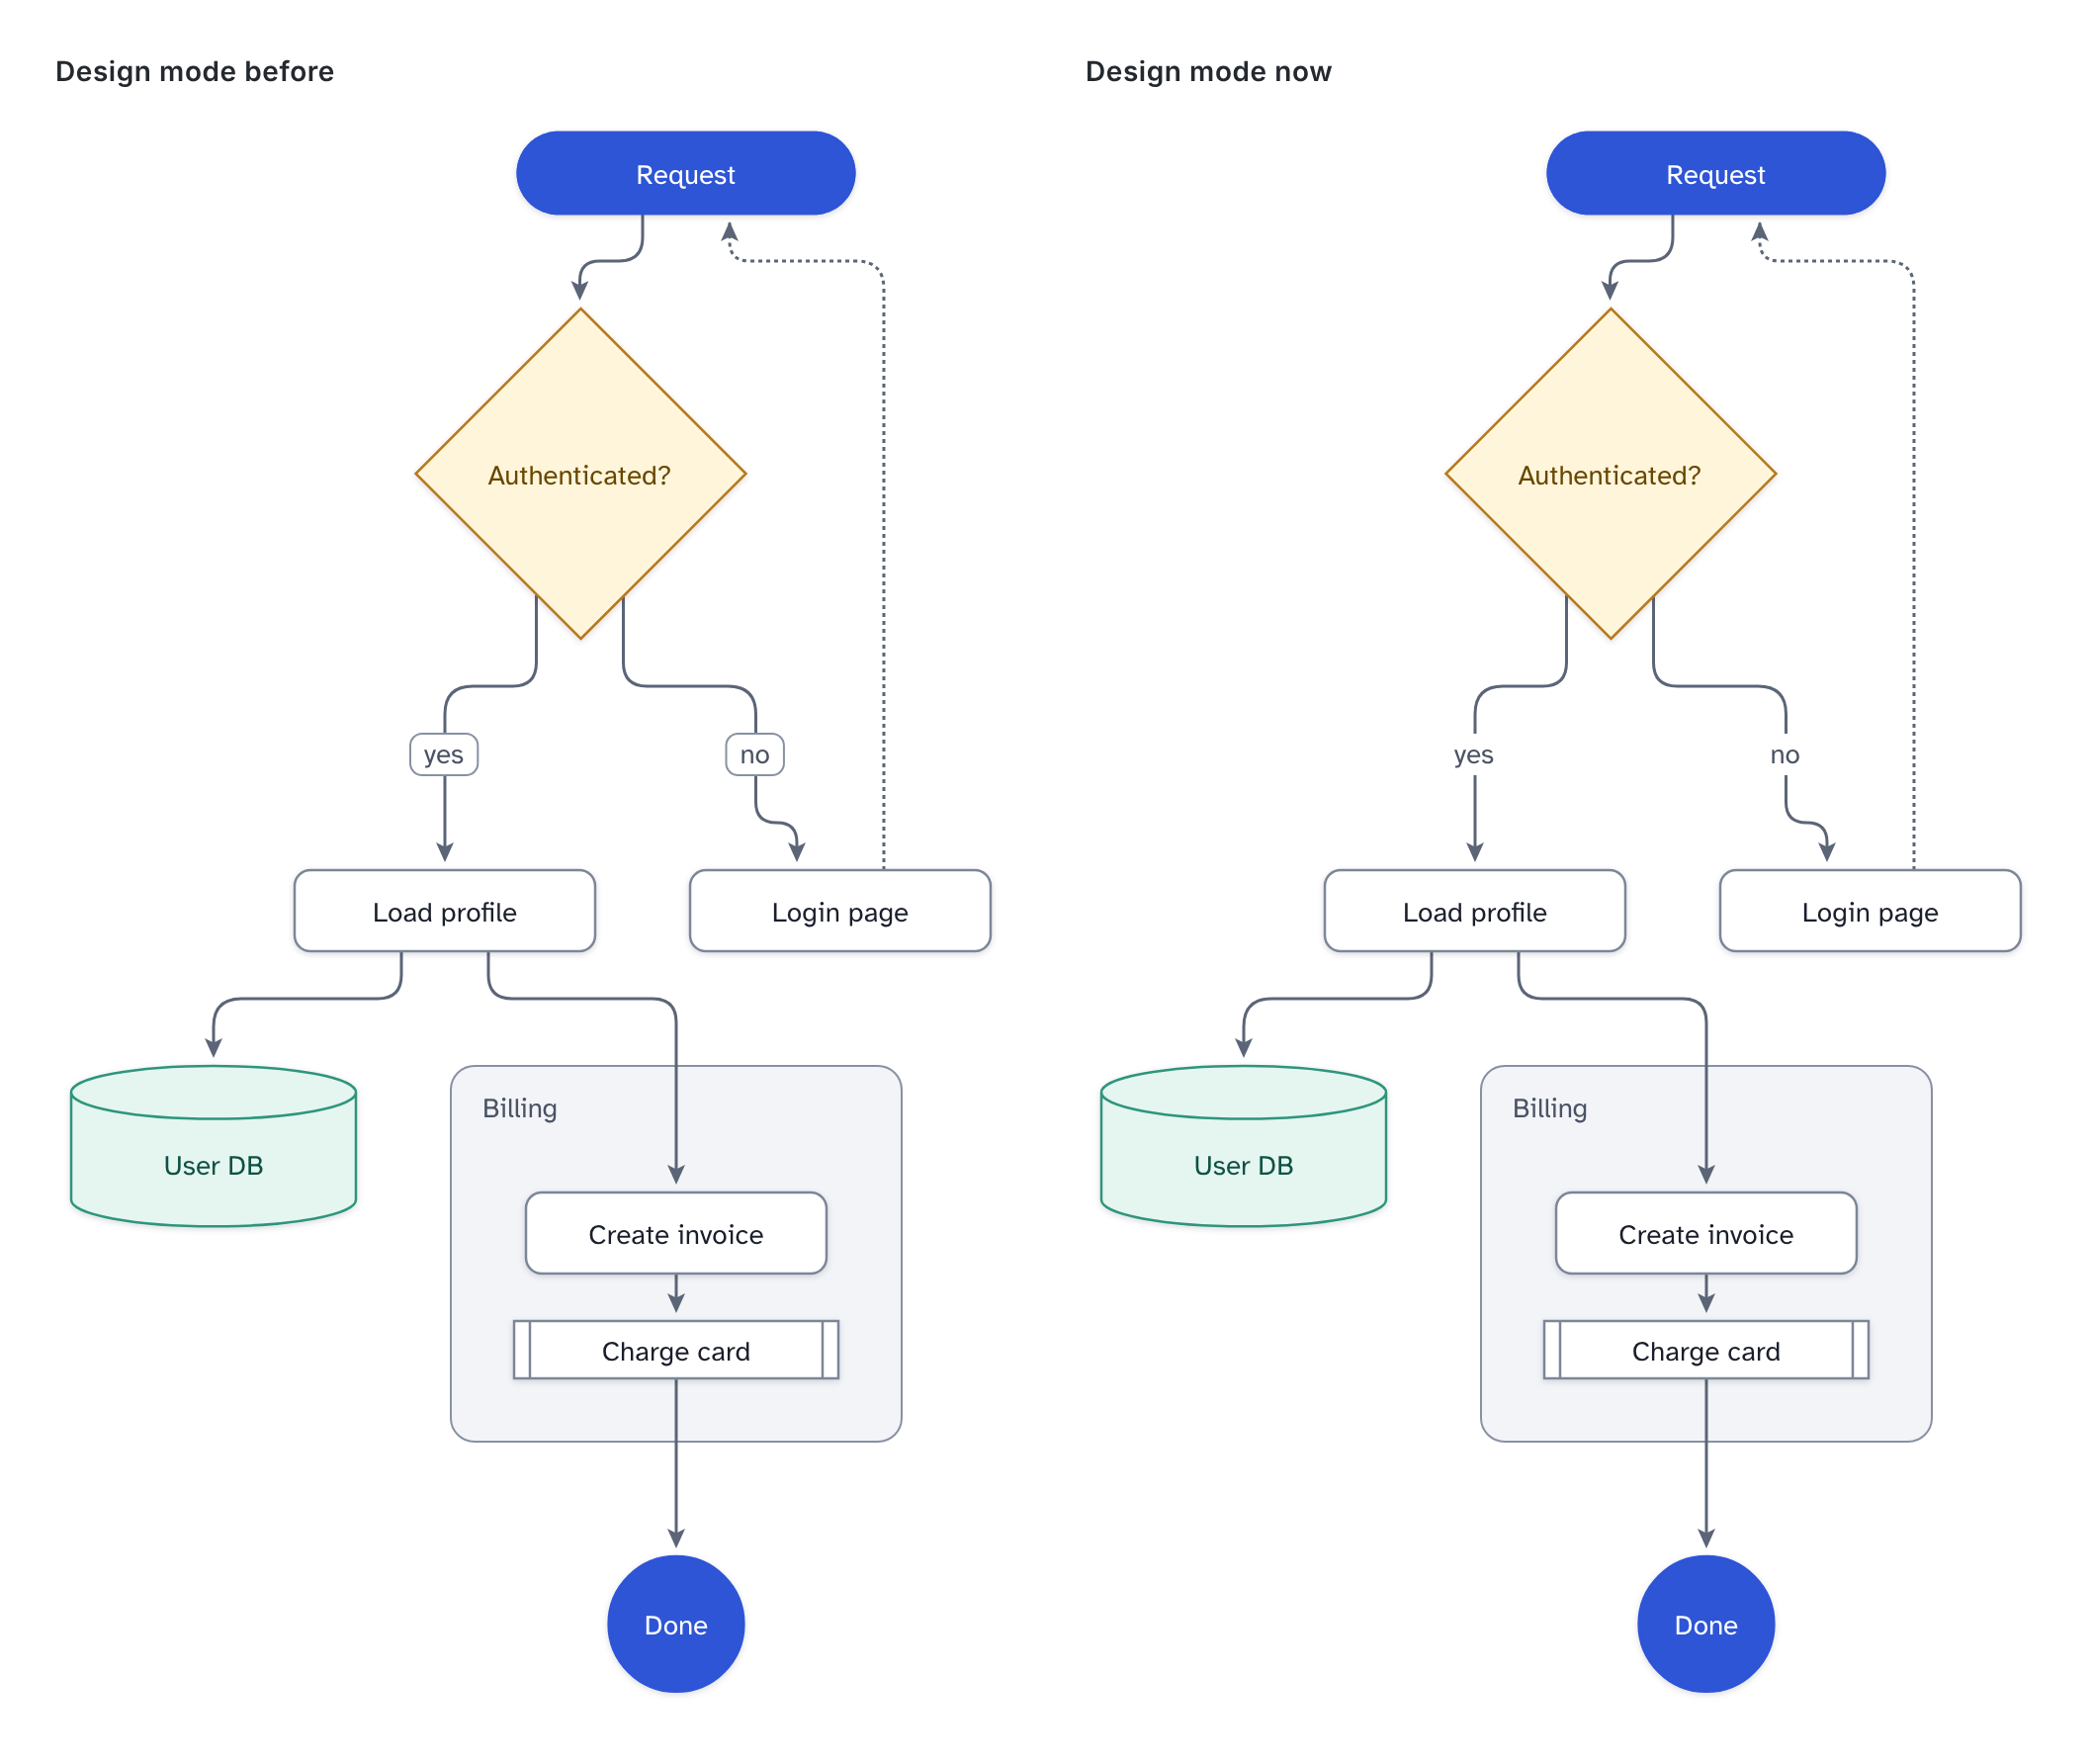 Design mode before
Request
Authenticated?
yes
no
Load profile
Login page
User DB
Billing
Create invoice
Charge card
Done
Design mode now
Request
Authenticated?
yes
no
Load profile
Login page
User DB
Billing
Create invoice
Charge card
Done